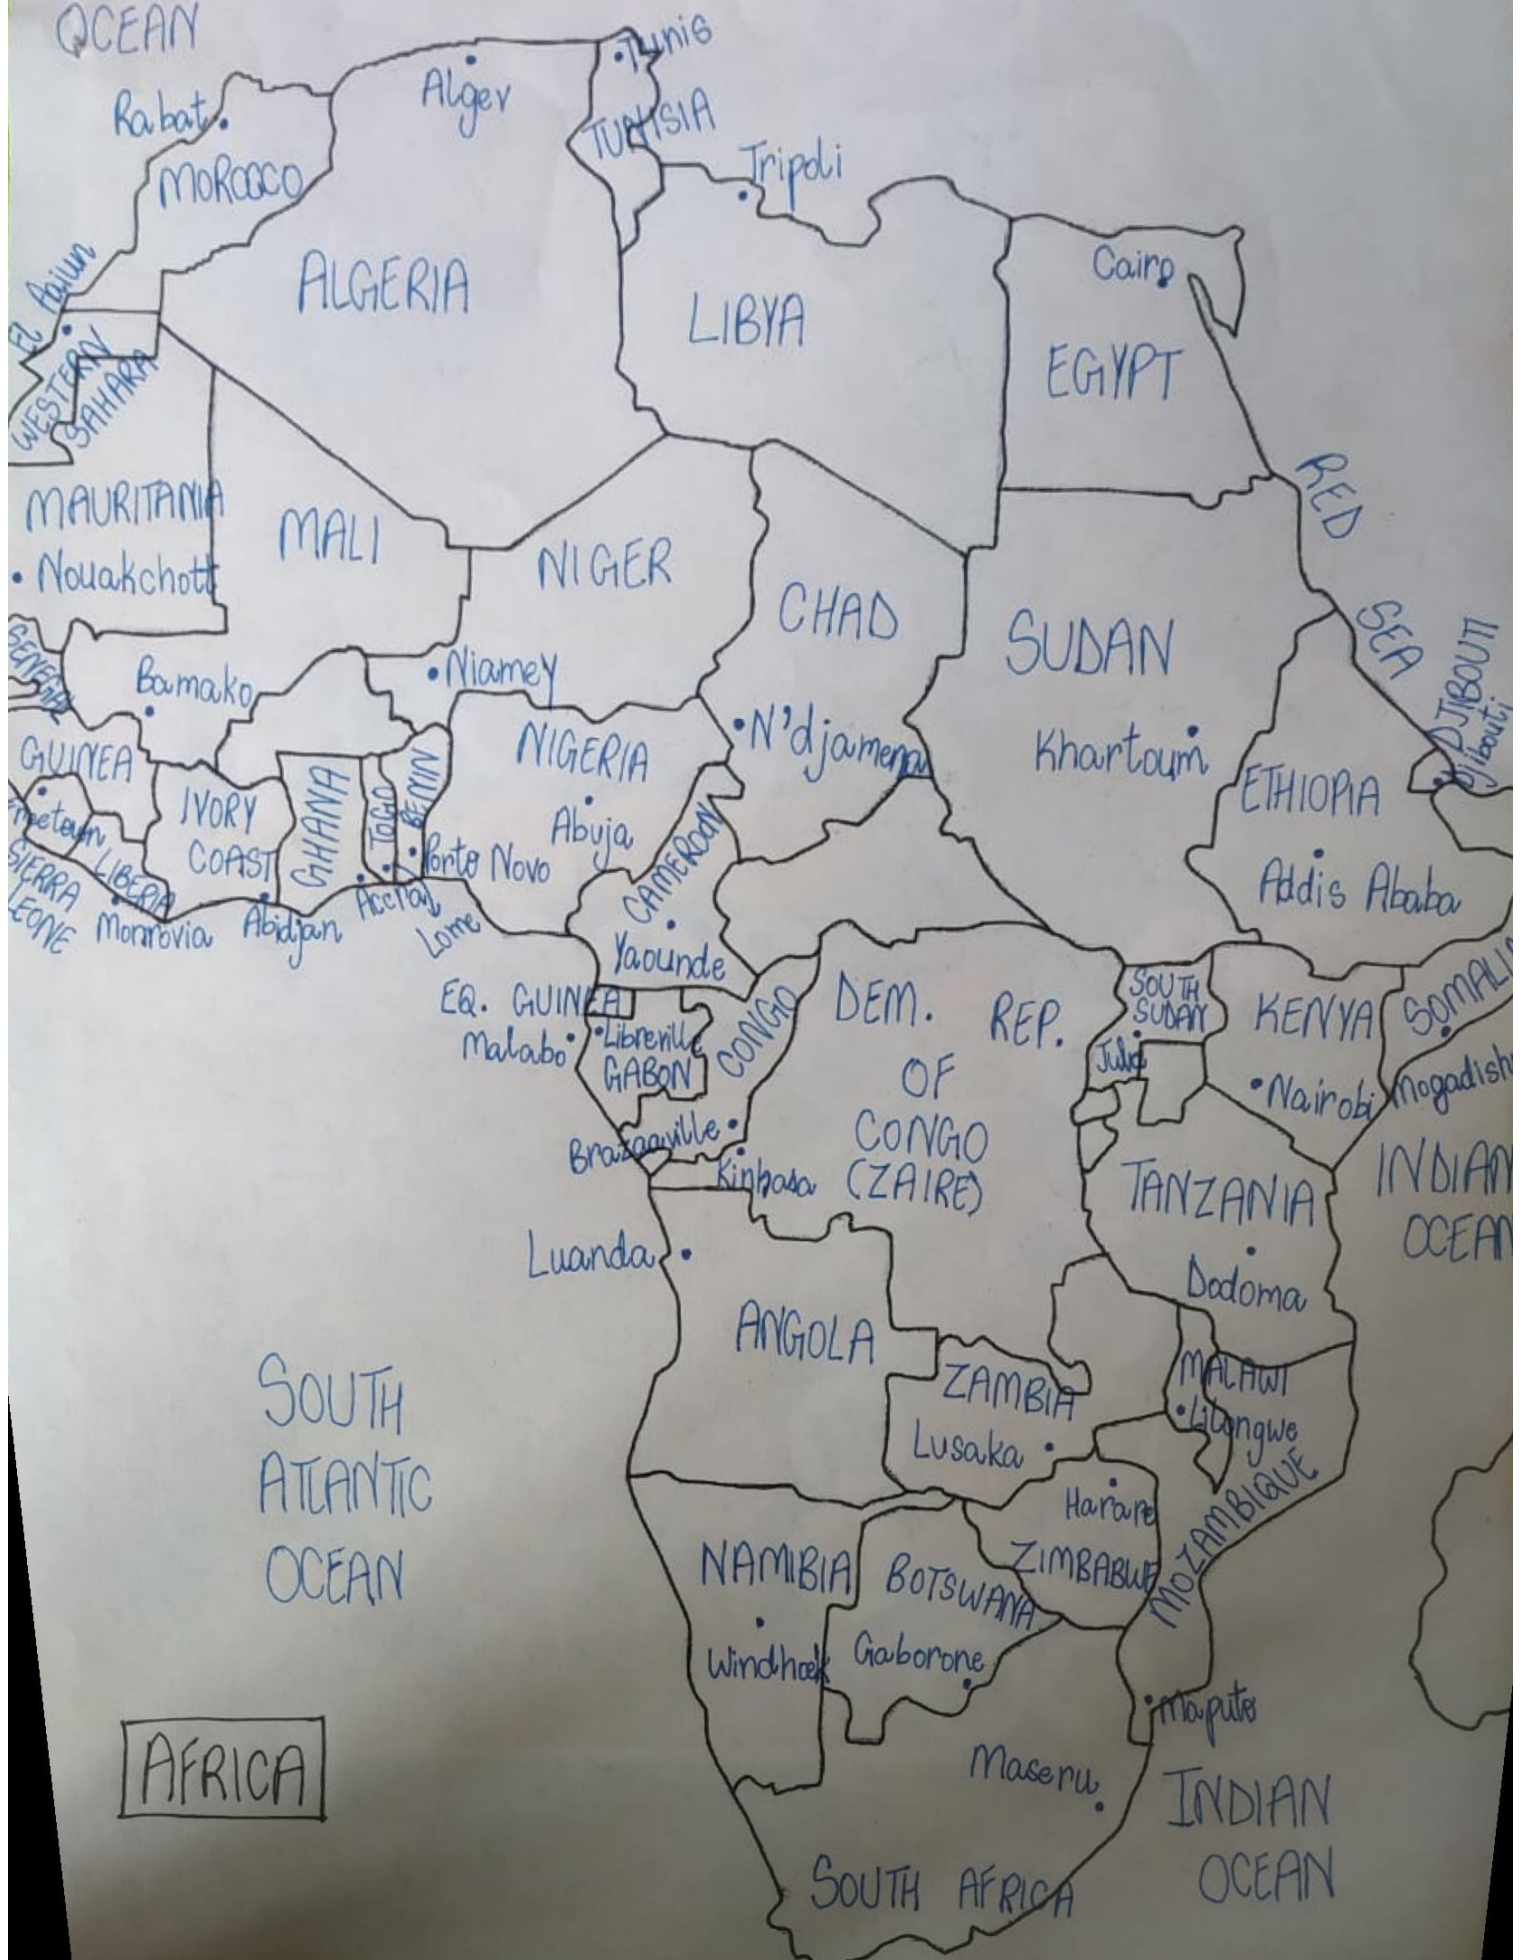 OCEAN
Tunis
Alger
Rabat
TUNISIA
MOROCCO
Tripoli
El Aaiun
ALGERIA
Cairo
LIBYA
EGYPT
WESTERN
SAHARA
RED
SEA
MAURITANIA
Nouakchott
MALI
NIGER
CHAD
SUDAN
SENEGAL
Bamako
Niamey
DJIBOUTI
Djibouti
N'djamena
Khartoum
GUINEA
NIGERIA
ETHIOPIA
IVORY
COAST
GHANA
TOGO
BENIN
Abuja
CAMEROON
Freetown
SIERRA
LEONE
LIBERIA
Porto Novo
Addis Ababa
Monrovia
Abidjan
Accra
Lome
Yaounde
EQ. GUINEA
Malabo
Libreville
GABON
CONGO
DEM. REP.
OF
CONGO
(ZAIRE)
SOUTH
SUDAN
Juba
KENYA
Nairobi
SOMALI
Mogadish
Brazaaville
Kinhasa
TANZANIA
Dodoma
INDIAN
OCEAN
Luanda
ANGOLA
ZAMBIA
Lusaka
MALAWI
Lilongwe
SOUTH
ATLANTIC
OCEAN
Harare
ZIMBABWE
MOZAMBIQUE
NAMIBIA
Windhoek
BOTSWANA
Gaborone
Maputo
AFRICA
Maseru
INDIAN
OCEAN
SOUTH AFRICA